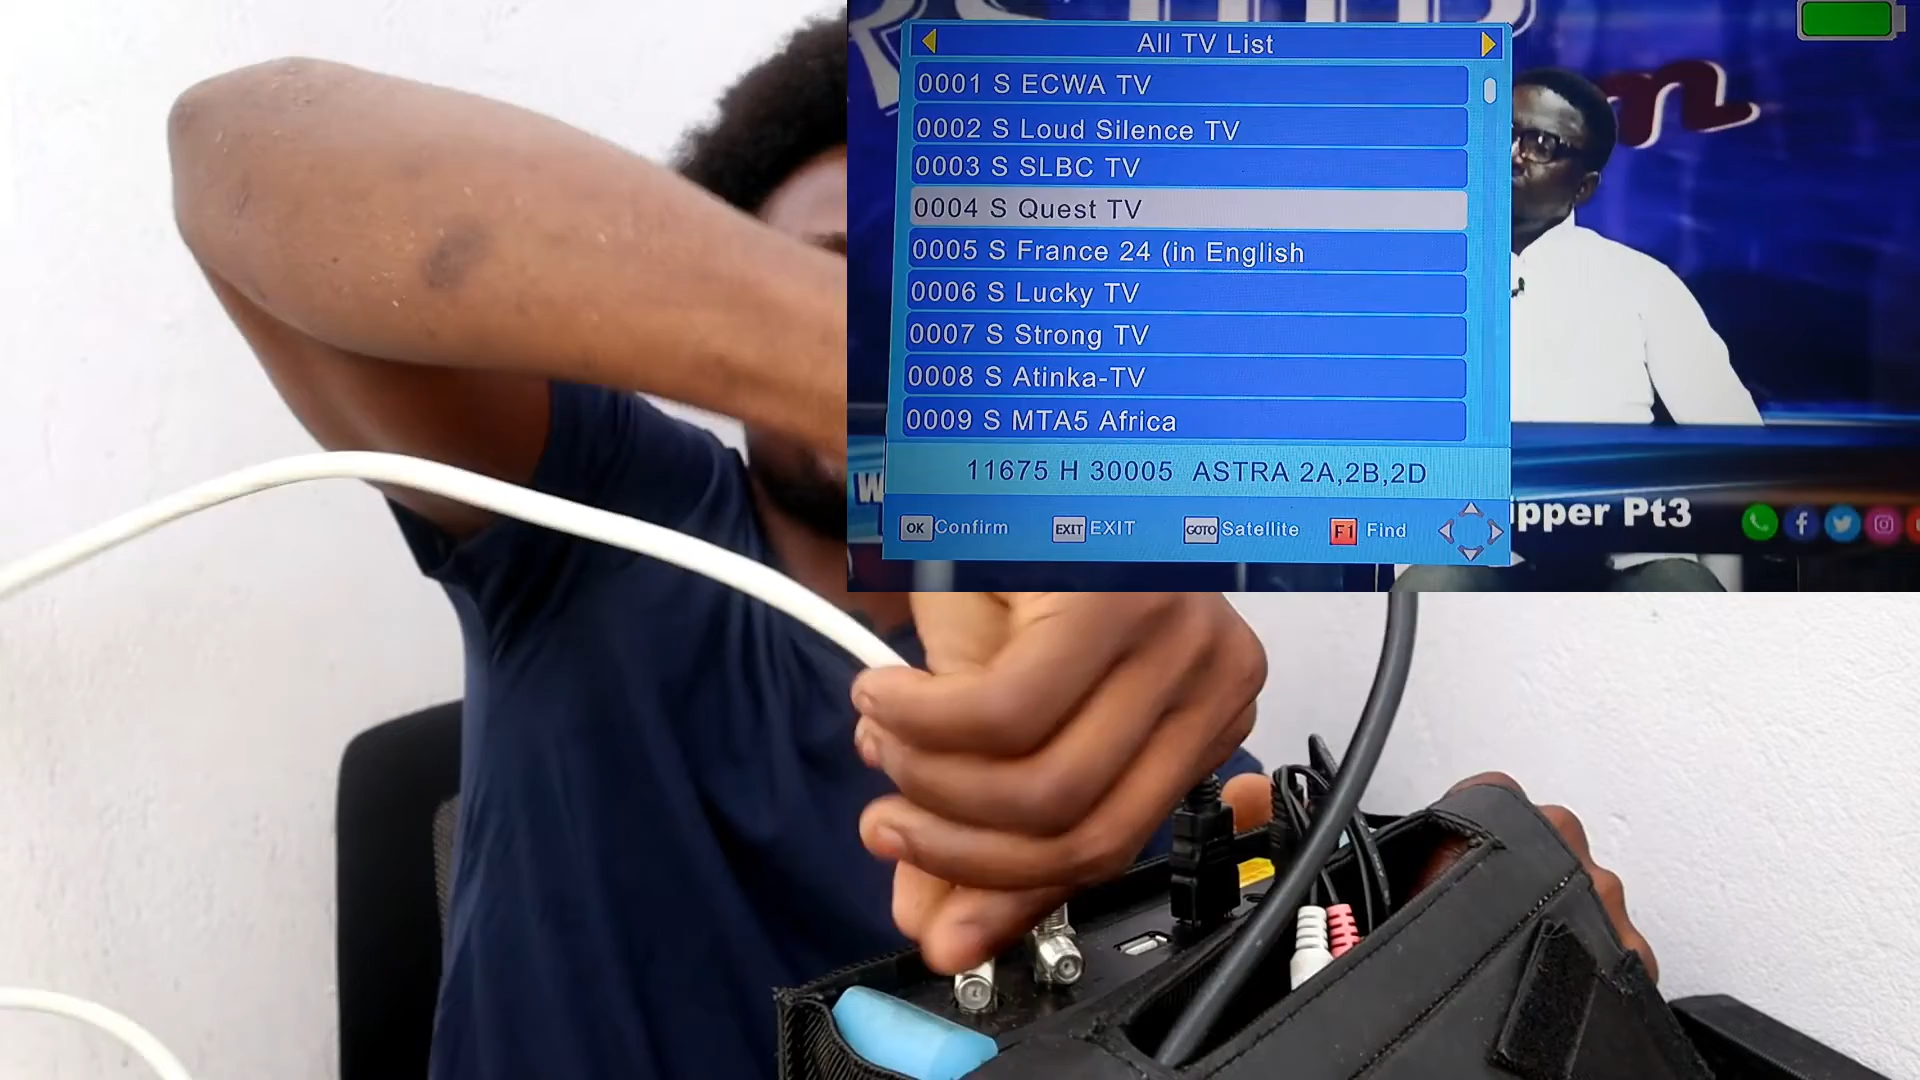 All TV List
0001 S ECWA TV
0002 S Loud Silence TV
0003 S SLBC TV
0004 S Quest TV
0005 S France 24 (in English
0006 S Lucky TV
0007 S Strong TV
0008 S Atinka-TV
0009 S MTA5 Africa
11675 H 30005 ASTRA 2A,2B,2D
OK Confirm EXIT EXIT GOTO Satellite F1 Find
ipper Pt3